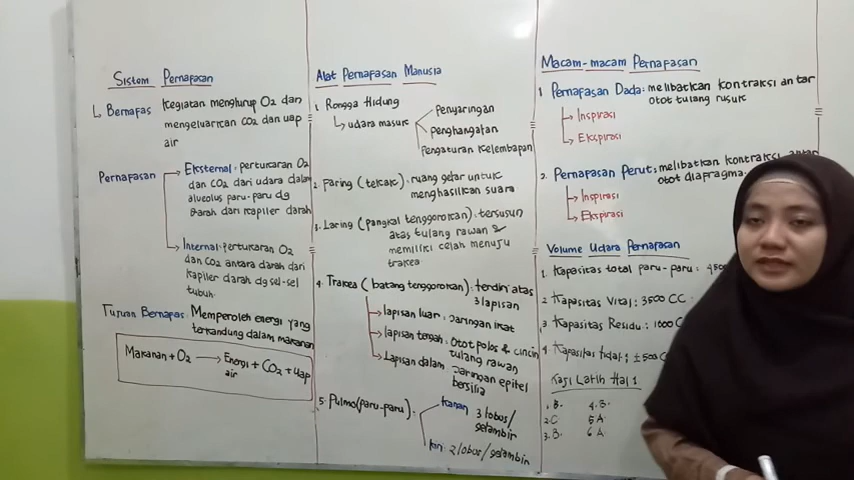 Sistem Pernapasan
Bernafas Kegiatan menghirup O2 dan
mengeluarkan CO2 dan uap
air
Pernapasan
Eksternal: pertukaran O2
dan CO2 dari udara dalam
alveolus paru-paru dg
darah dari kapiler darah
Internal: pertukaran O2
dan CO2 antara darah dari
kapiler darah dg sel-sel
tubuh.
Tujuan Bernapas: Memperoleh energi yang
terkandung dalam makanan
Makanan + O2 → Energi + CO2 + uap
air
Alat Pernapasan Manusia
1. Rongga Hidung
udara masuk
Penyaringan
Penghangatan
Pengaturan Kelembapan
2. Faring (tekak): ruang getar untuk
menghasilkan suara
3. Laring (pangkal tenggorokan): tersusun
atas tulang rawan &
memiliki celah menuju
trakea
4. Trakea (batang tenggorokan): terdiri atas
3 lapisan
→ lapisan luar: Jaringan ikat
→ lapisan tengah: Otot polos & cincin
tulang rawan
→ Lapisan dalam: Jaringan epitel
bersilia
5. Pulmo (paru-paru):
Kanan 3 lobus/
gelambir
kiri: 2 lobus/gelambir
Macam-macam Pernapasan
1 Pernapasan Dada: melibatkan kontraksi antar
otot tulang rusuk
→ Inspirasi
→ Ekspirasi
2. Pernapasan Perut: melibatkan kontraksi antar
otot diapragma.
→ Inspirasi
→ Ekspirasi
Volume Udara Pernapasan
1. Kapasitas total paru-paru: 4500
2 Kapasitas Vital: 3500 CC
3 Kapasitas Residu: 1000 C
4 Kapasitas tidal: ±500 C
Kaji Latih Hal 1
1. B. 4. B.
2. C 5 A
3. B. 6 A